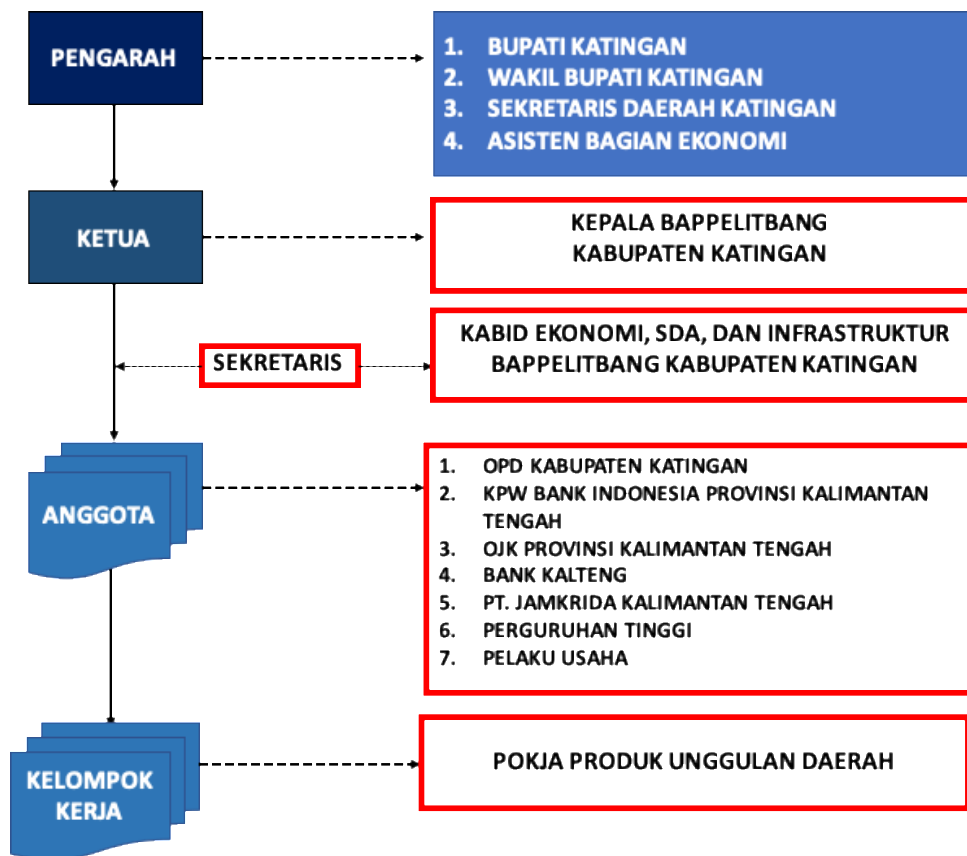 PENGARAH
1. BUPATI KATINGAN
2. WAKIL BUPATI KATINGAN
3. SEKRETARIS DAERAH KATINGAN
4. ASISTEN BAGIAN EKONOMI
KETUA
KEPALA BAPPELITBANG
KABUPATEN KATINGAN
SEKRETARIS
KABID EKONOMI, SDA, DAN INFRASTRUKTUR
BAPPELITBANG KABUPATEN KATINGAN
ANGGOTA
1. OPD KABUPATEN KATINGAN
2. KPW BANK INDONESIA PROVINSI KALIMANTAN
TENGAH
3. OJK PROVINSI KALIMANTAN TENGAH
4. BANK KALTENG
5. PT. JAMKRIDA KALIMANTAN TENGAH
6. PERGURUHAN TINGGI
7. PELAKU USAHA
KELOMPOK
KERJA
POKJA PRODUK UNGGULAN DAERAH